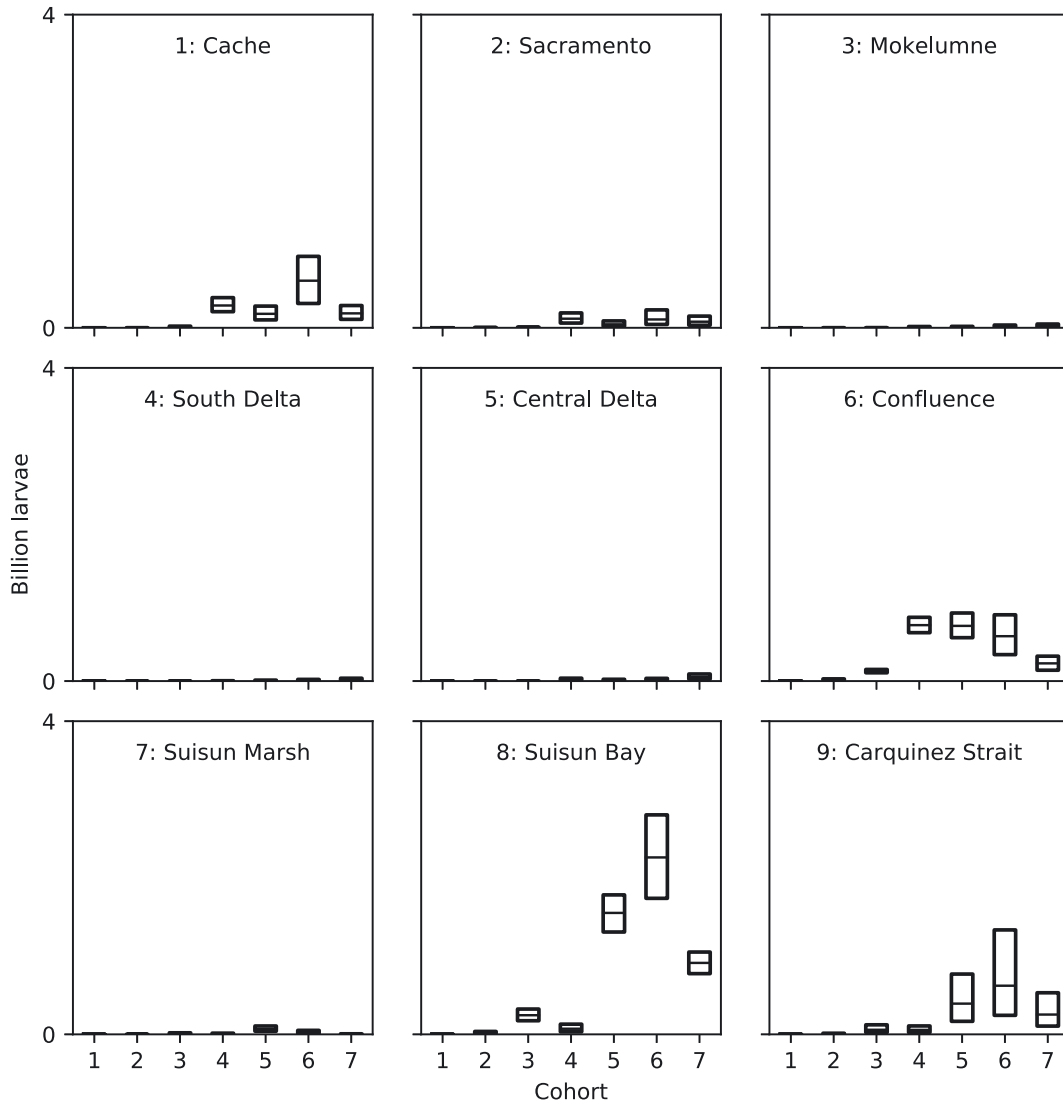 4
1: Cache
2: Sacramento
3: Mokelumne
0
4
4: South Delta
5: Central Delta
6: Confluence
Billion larvae
0
4
7: Suisun Marsh
8: Suisun Bay
9: Carquinez Strait
0
1 2 3 4 5 6 7
1 2 3 4 5 6 7
1 2 3 4 5 6 7
Cohort